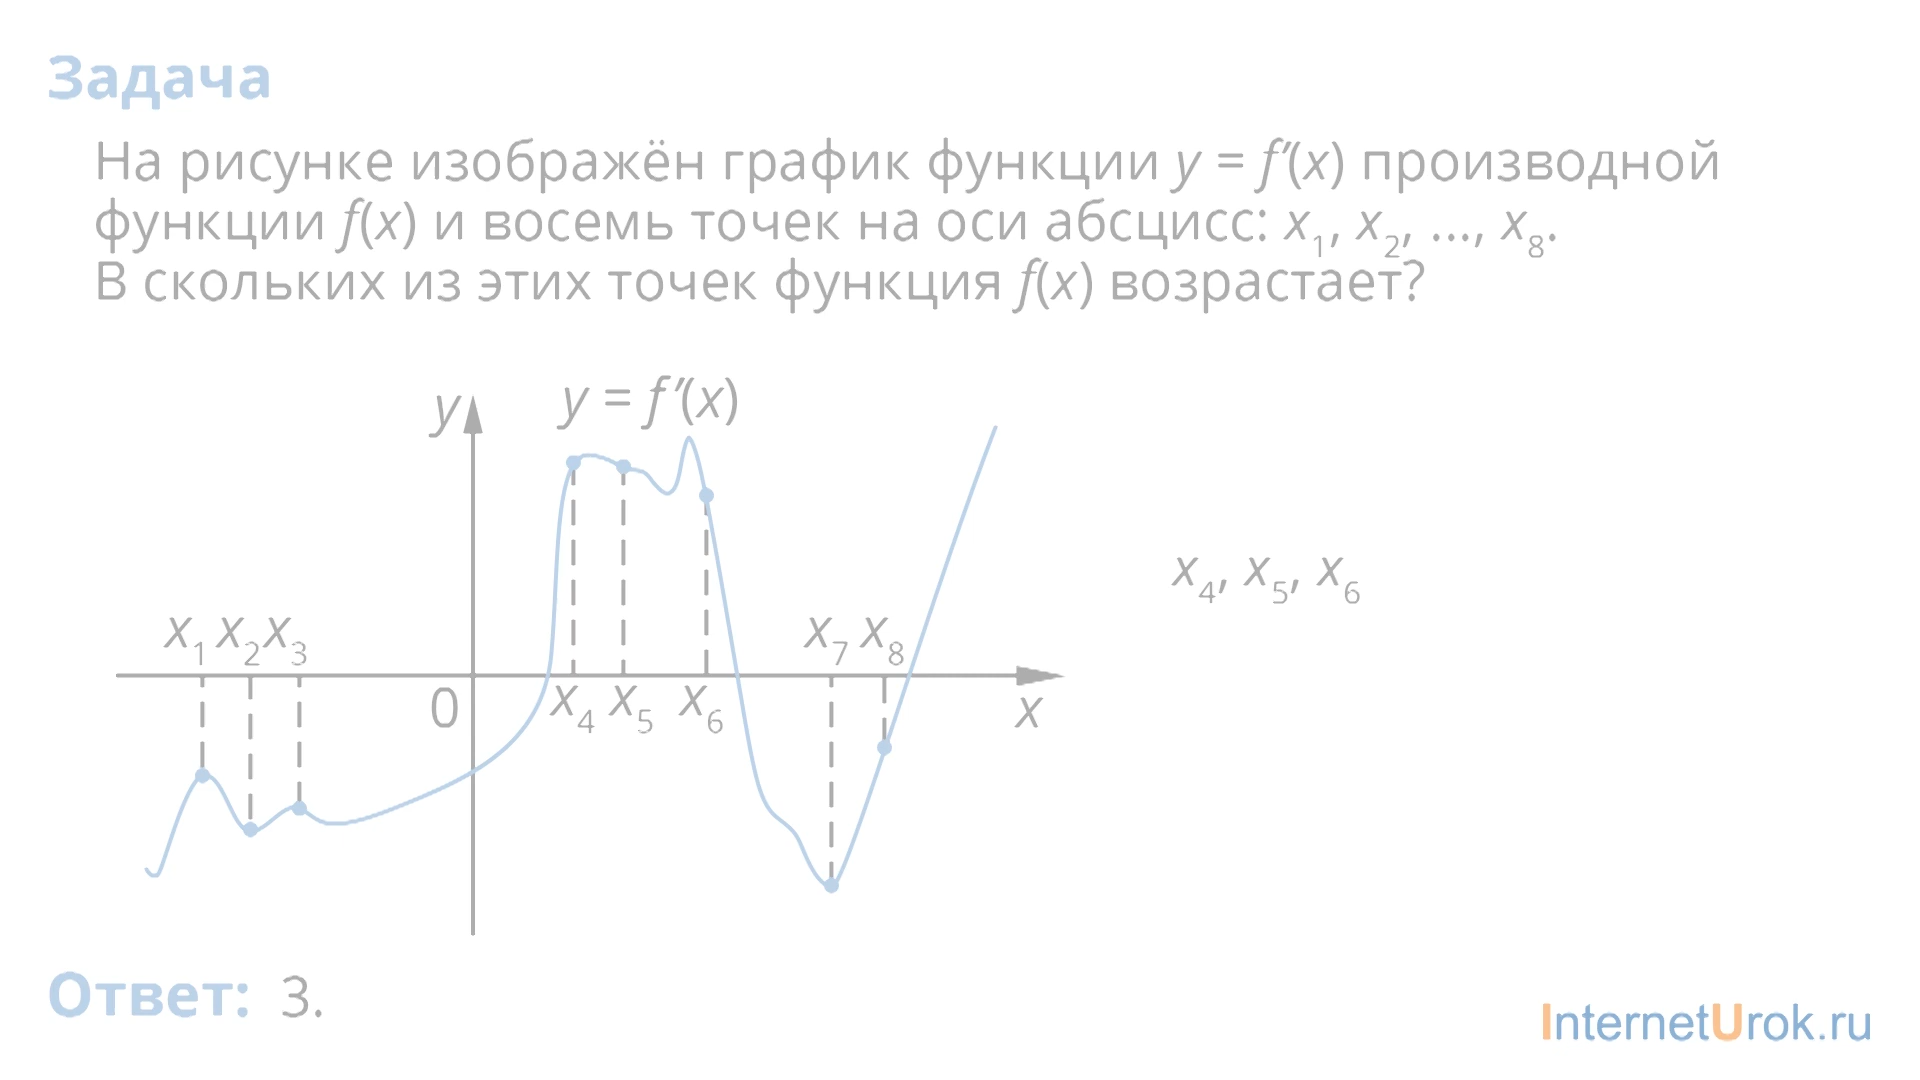 Задача
На рисунке изображён график функции y = f′(x) производной
функции f(x) и восемь точек на оси абсцисс: x₁, x₂, ..., x₈.
В скольких из этих точек функция f(x) возрастает?
y
y = f′(x)
x₄, x₅, x₆
x₁ x₂ x₃
x₇ x₈
0
x₄ x₅ x₆
x
Ответ: 3.
InternetUrok.ru